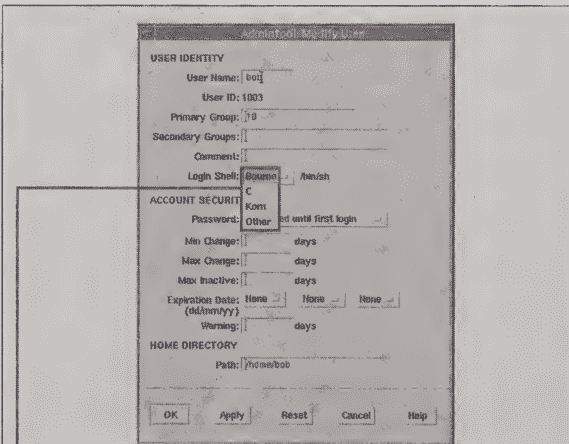 Admintool: Modify User
USER IDENTITY
User Name: bob
User ID: 1003
Primary Group: 10
Secondary Groups:
Comment:
Login Shell: Bourne /bin/sh
C
Korn
Other
ACCOUNT SECURIT
Password: ed until first login
Min Change: days
Max Change: days
Max Inactive: days
Expiration Date: None None None
(dd/mm/yy)
Warning: days
HOME DIRECTORY
Path: /home/bob
OK Apply Reset Cancel Help